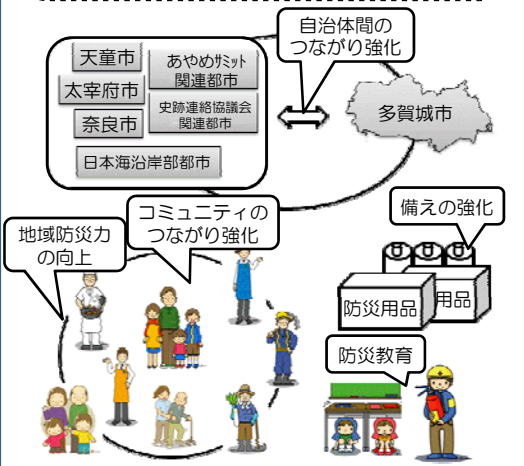 自治体間の
つながり強化
天童市
あやめｻﾐｯﾄ
関連都市
太宰府市
史跡連絡協議会
関連都市
奈良市
日本海沿岸部都市
多賀城市
コミュニティの
つながり強化
地域防災力
の向上
備えの強化
防災用品
用品
防災教育